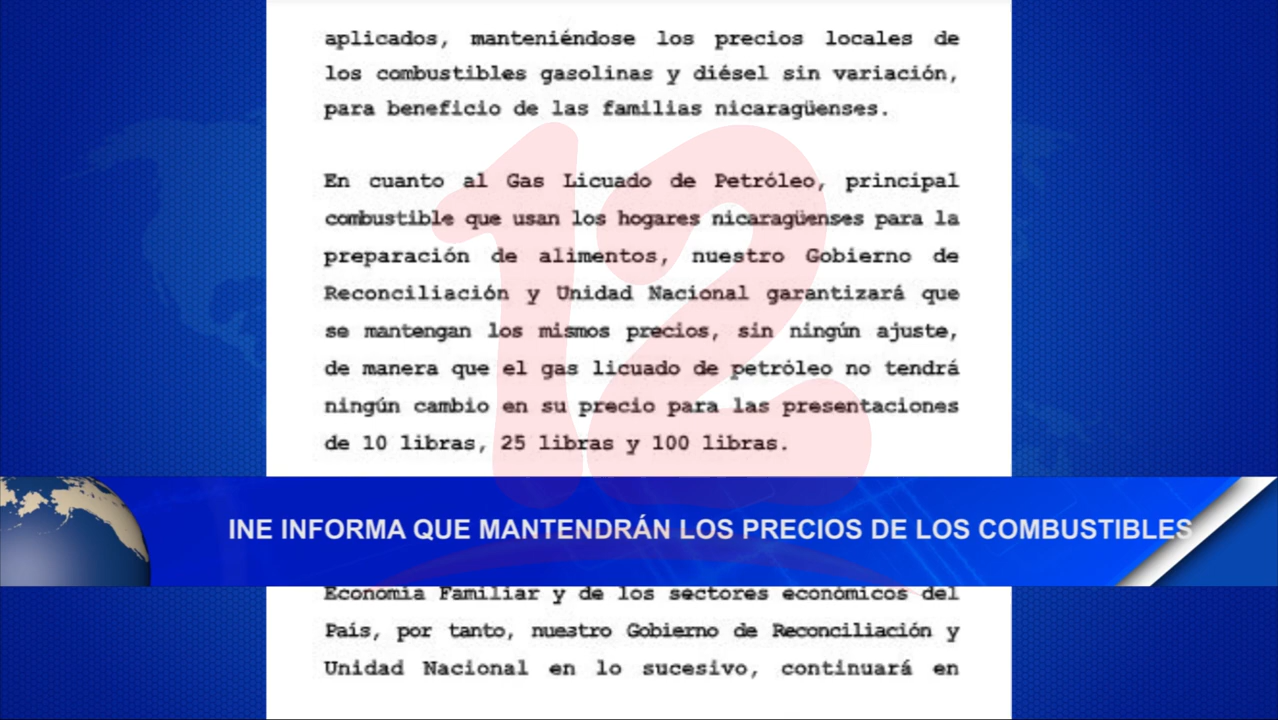 aplicados, manteniéndose los precios locales de
los combustibles gasolinas y diésel sin variación,
para beneficio de las familias nicaragüenses.
En cuanto al Gas Licuado de Petróleo, principal
combustible que usan los hogares nicaragüenses para la
preparación de alimentos, nuestro Gobierno de
Reconciliación y Unidad Nacional garantizará que
se mantengan los mismos precios, sin ningún ajuste,
de manera que el gas licuado de petróleo no tendrá
ningún cambio en su precio para las presentaciones
de 10 libras, 25 libras y 100 libras.
12
INE INFORMA QUE MANTENDRÁN LOS PRECIOS DE LOS COMBUSTIBLES
Economía Familiar y de los sectores económicos del
País, por tanto, nuestro Gobierno de Reconciliación y
Unidad Nacional en lo sucesivo, continuará en